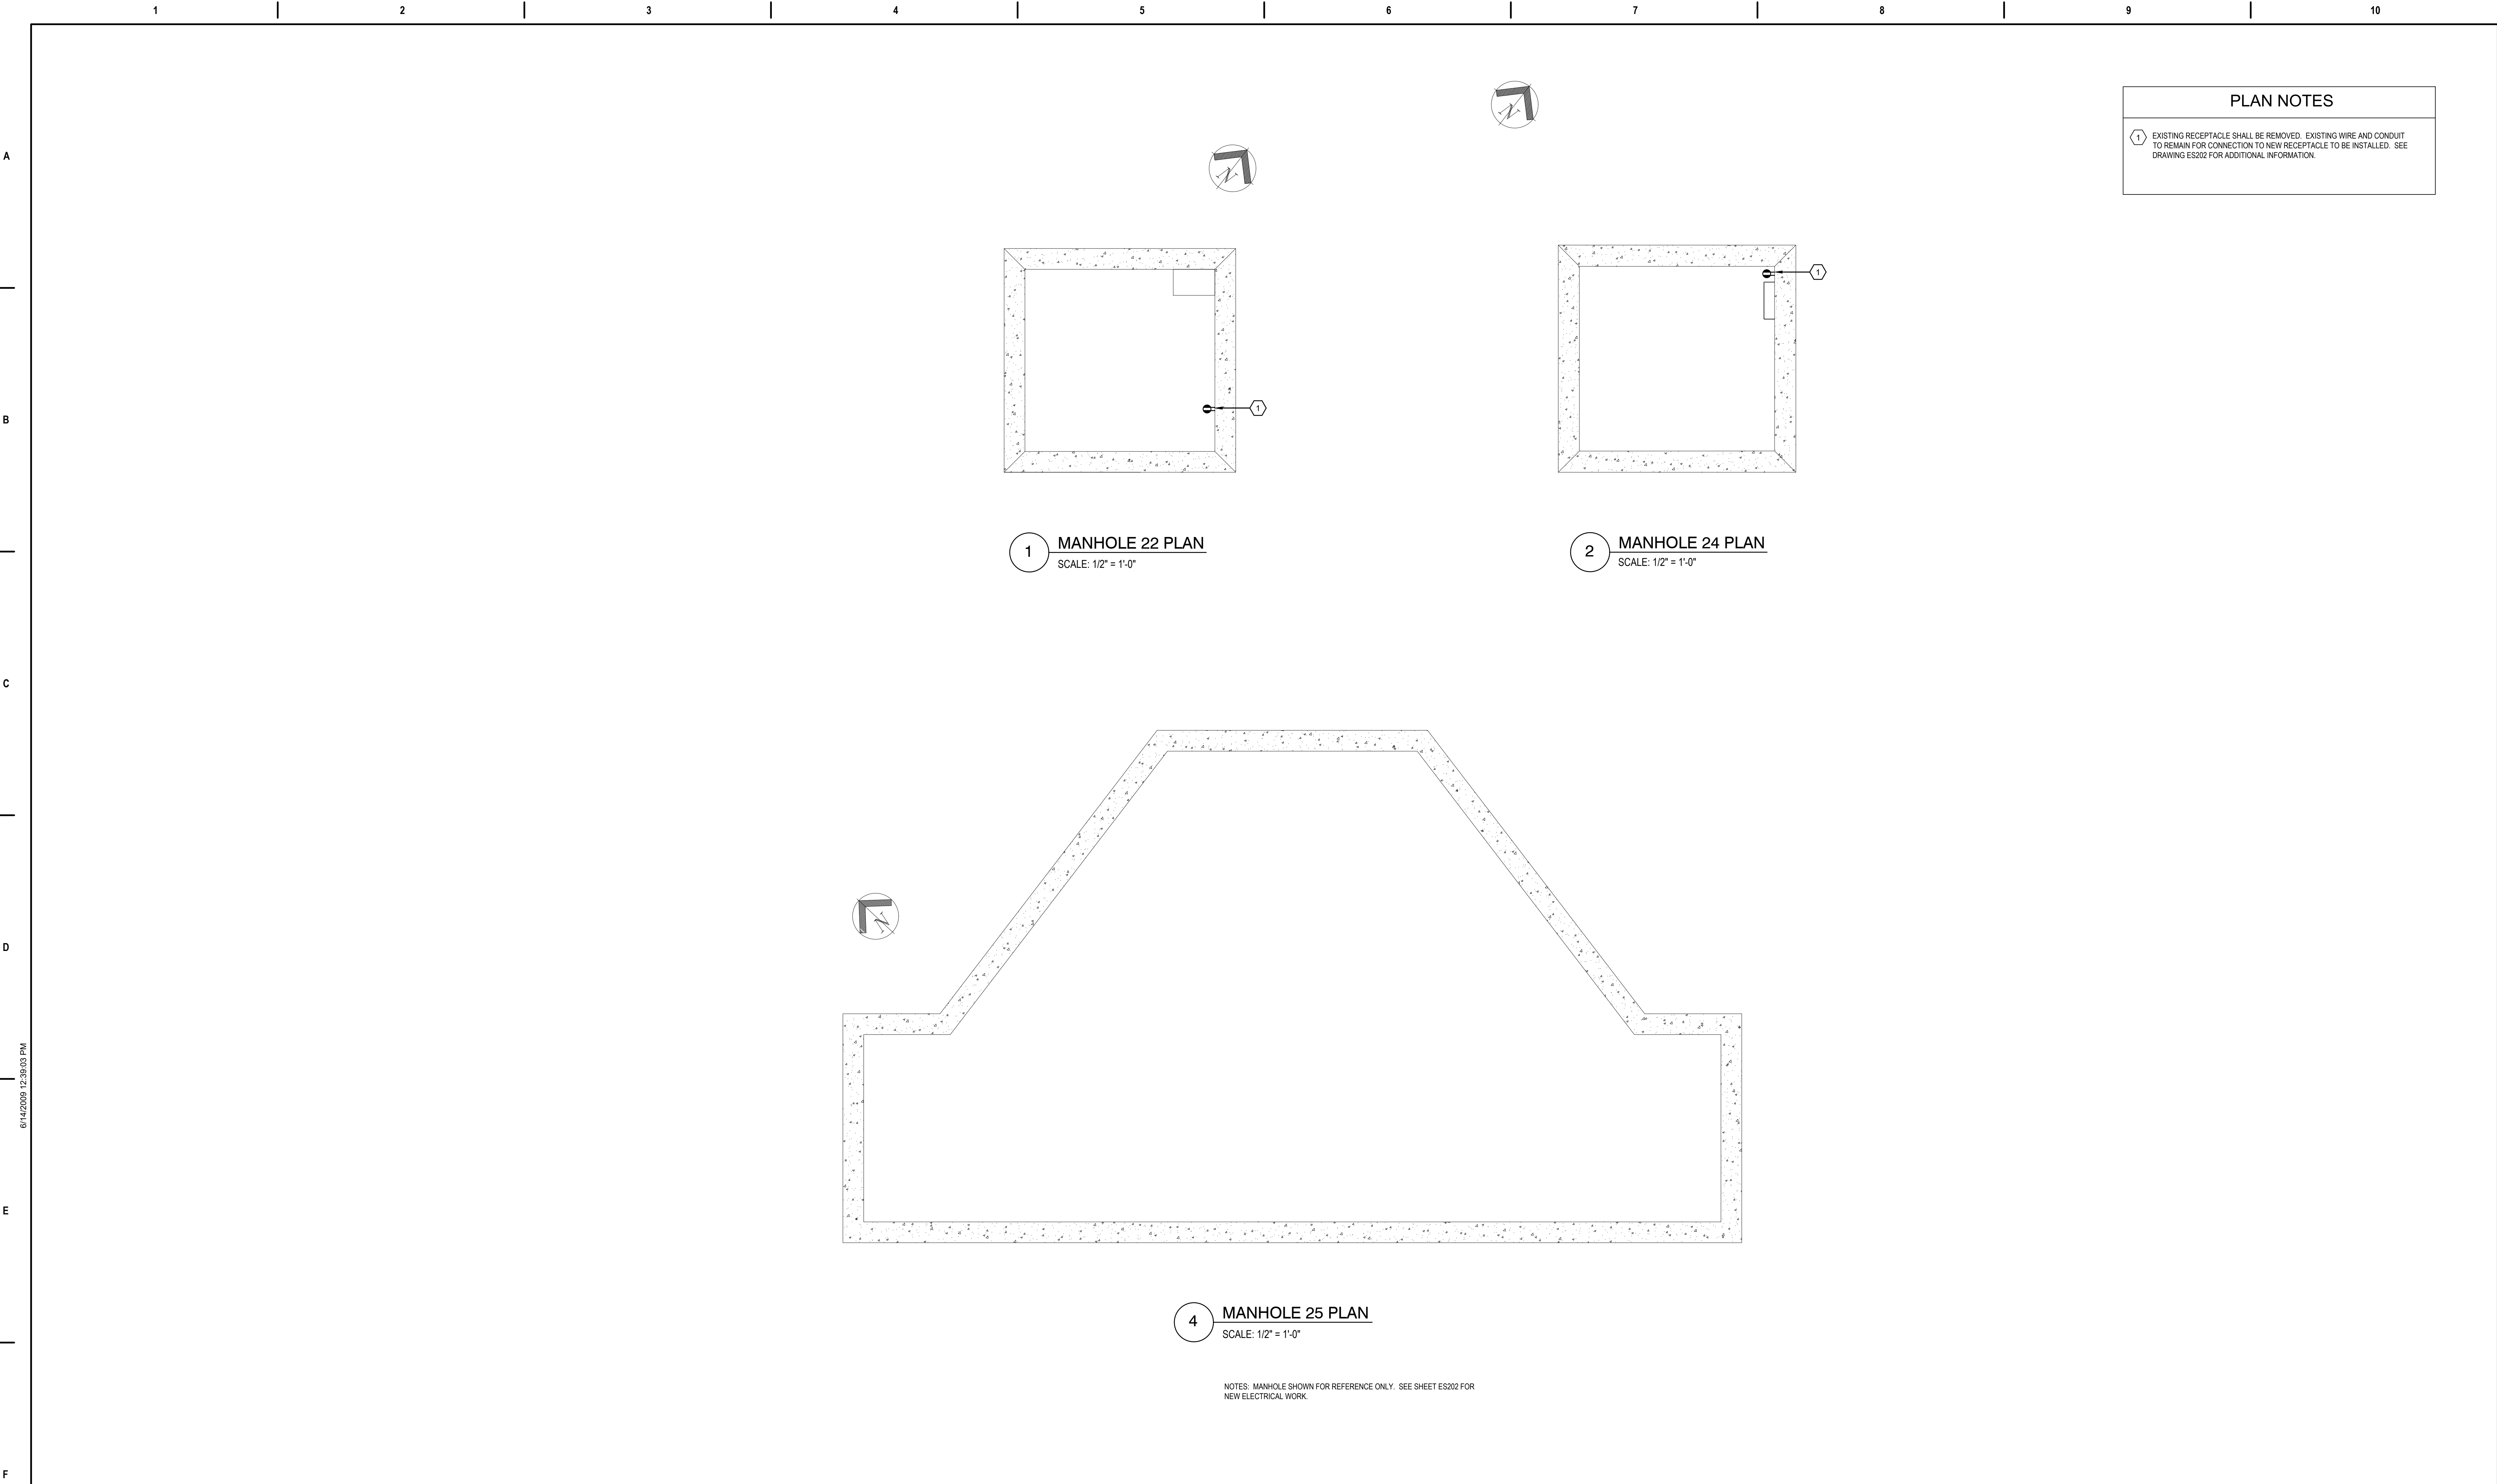 1 2 3 4 5 6 7 8 9 10
A
B
C
D
E
F
6/14/2009 12:39:03 PM
N
N
PLAN NOTES
1 EXISTING RECEPTACLE SHALL BE REMOVED. EXISTING WIRE AND CONDUIT
TO REMAIN FOR CONNECTION TO NEW RECEPTACLE TO BE INSTALLED. SEE
DRAWING ES202 FOR ADDITIONAL INFORMATION.
1
1
1 MANHOLE 22 PLAN
SCALE: 1/2" = 1'-0"
2 MANHOLE 24 PLAN
SCALE: 1/2" = 1'-0"
N
4 MANHOLE 25 PLAN
SCALE: 1/2" = 1'-0"
NOTES: MANHOLE SHOWN FOR REFERENCE ONLY. SEE SHEET ES202 FOR
NEW ELECTRICAL WORK.